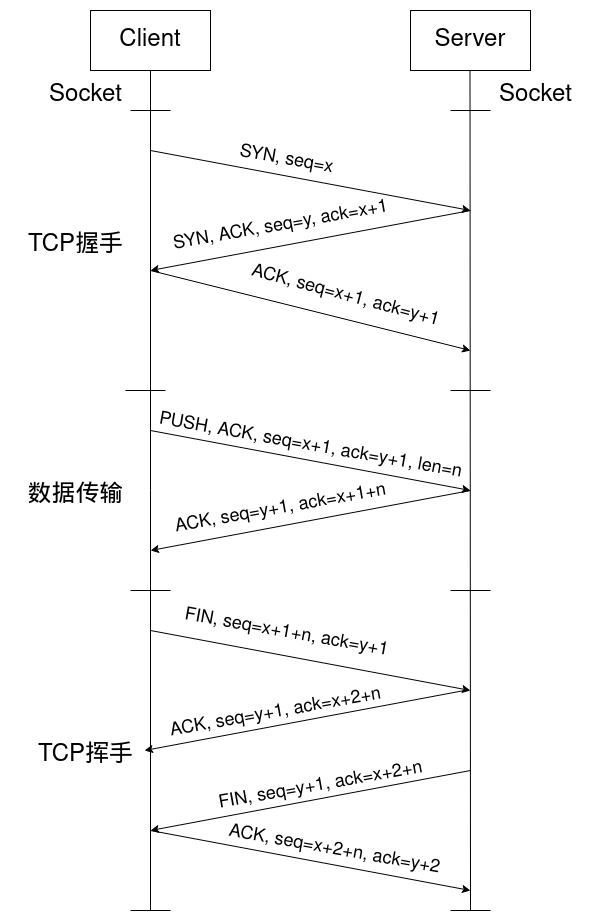 Client
Server
Socket
Socket
SYN, seq=x
SYN, ACK, seq=y, ack=x+1
TCP握手
ACK, seq=x+1, ack=y+1
PUSH, ACK, seq=x+1, ack=y+1, len=n
数据传输
ACK, seq=y+1, ack=x+1+n
FIN, seq=x+1+n, ack=y+1
ACK, seq=y+1, ack=x+2+n
TCP挥手
FIN, seq=y+1, ack=x+2+n
ACK, seq=x+2+n, ack=y+2